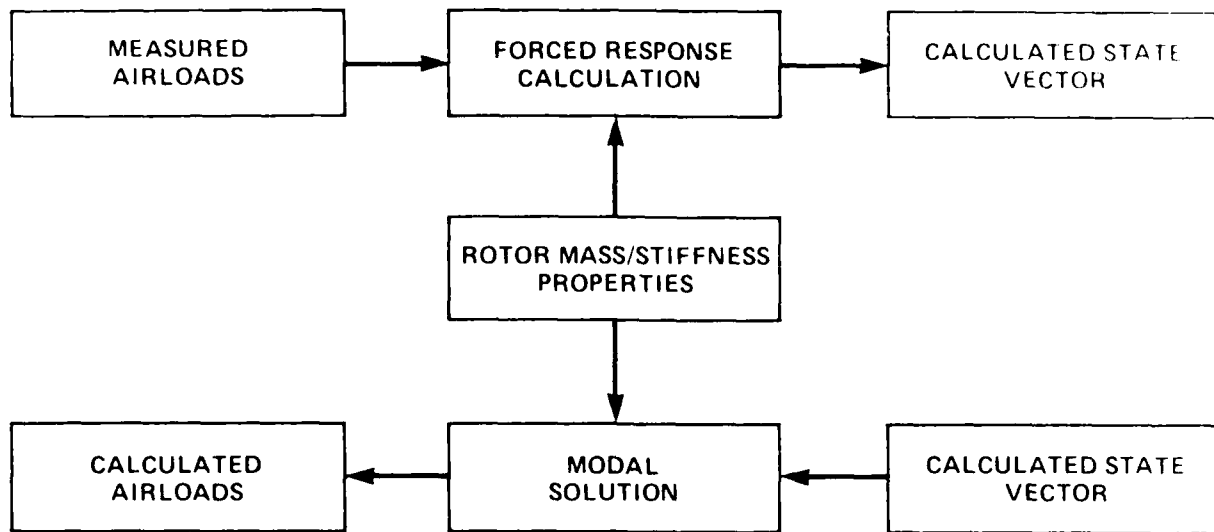 MEASURED
AIRLOADS
FORCED RESPONSE
CALCULATION
CALCULATED STATE
VECTOR
ROTOR MASS/STIFFNESS
PROPERTIES
CALCULATED
AIRLOADS
MODAL
SOLUTION
CALCULATED STATE
VECTOR